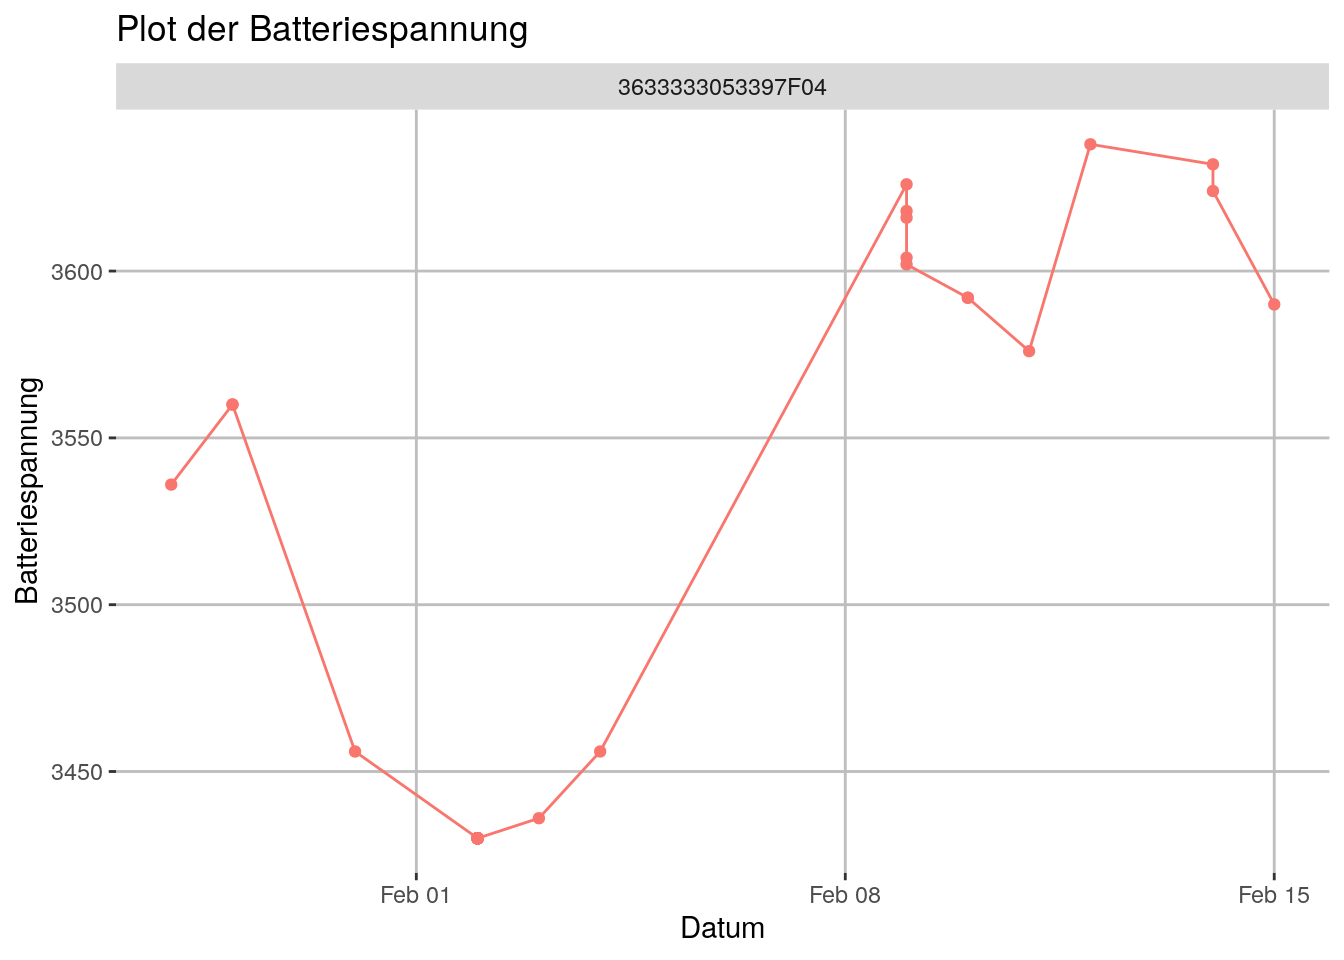 Plot der Batteriespannung
3633333053397F04
Batteriespannung
3600
3550
3500
3450
Feb 01
Feb 08
Feb 15
Datum